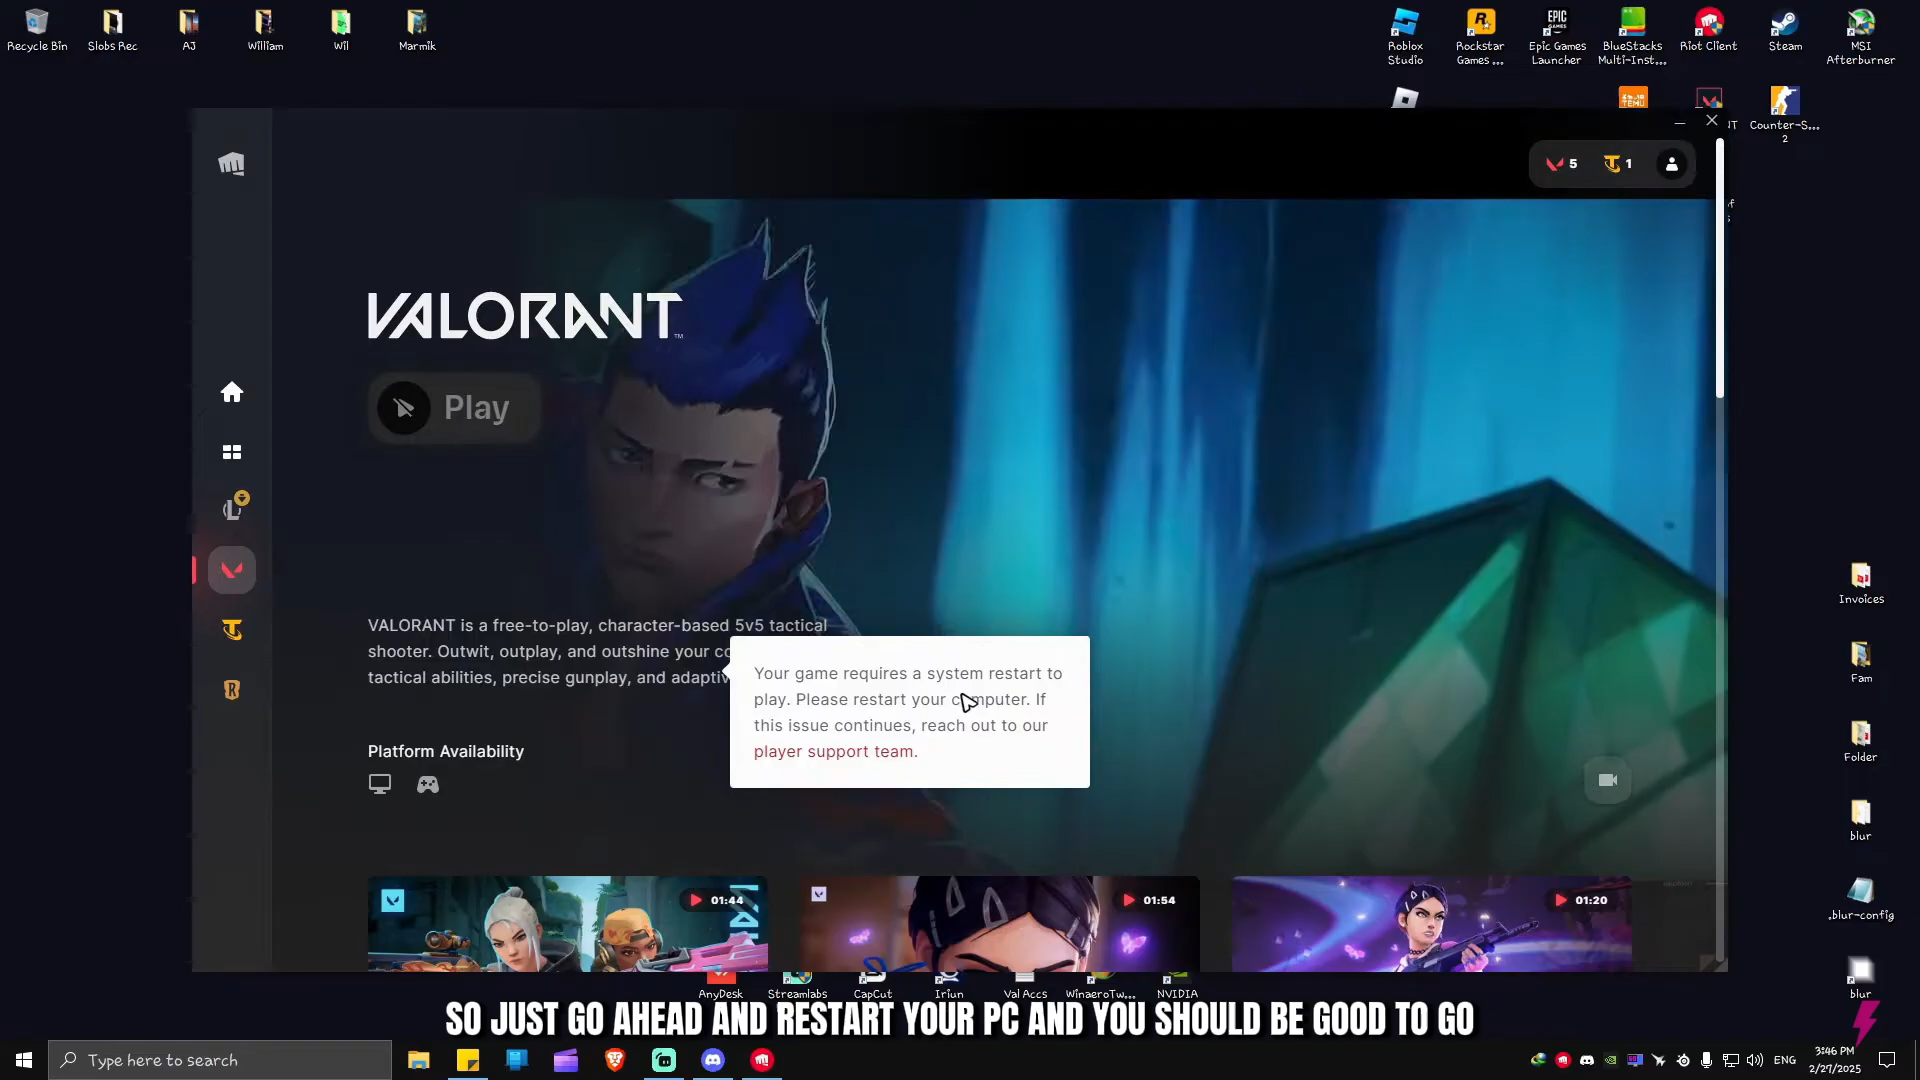 Recycle Bin
Slobs Rec
AJ
William
Wil
Marmik
Roblox Studio
Rockstar Games ...
Epic Games Launcher
BlueStacks Multi-Inst...
Riot Client
Steam
MSI Afterburner
TEMU
Counter-S... 2
5
1
VALORANT
TM
Play
VALORANT is a free-to-play, character-based 5v5 tactical
shooter. Outwit, outplay, and outshine your co
tactical abilities, precise gunplay, and adaptiv
Your game requires a system restart to
play. Please restart your computer. If
this issue continues, reach out to our
player support team.
Platform Availability
01:44
01:54
01:20
Invoices
Fam
Folder
blur
.blur-config
blur
AnyDesk
Streamlabs
CapCut
Iriun
Val Accs
WinaeroTw...
NVIDIA
SO JUST GO AHEAD AND RESTART YOUR PC AND YOU SHOULD BE GOOD TO GO
Type here to search
ENG
3:46 PM
2/27/2025